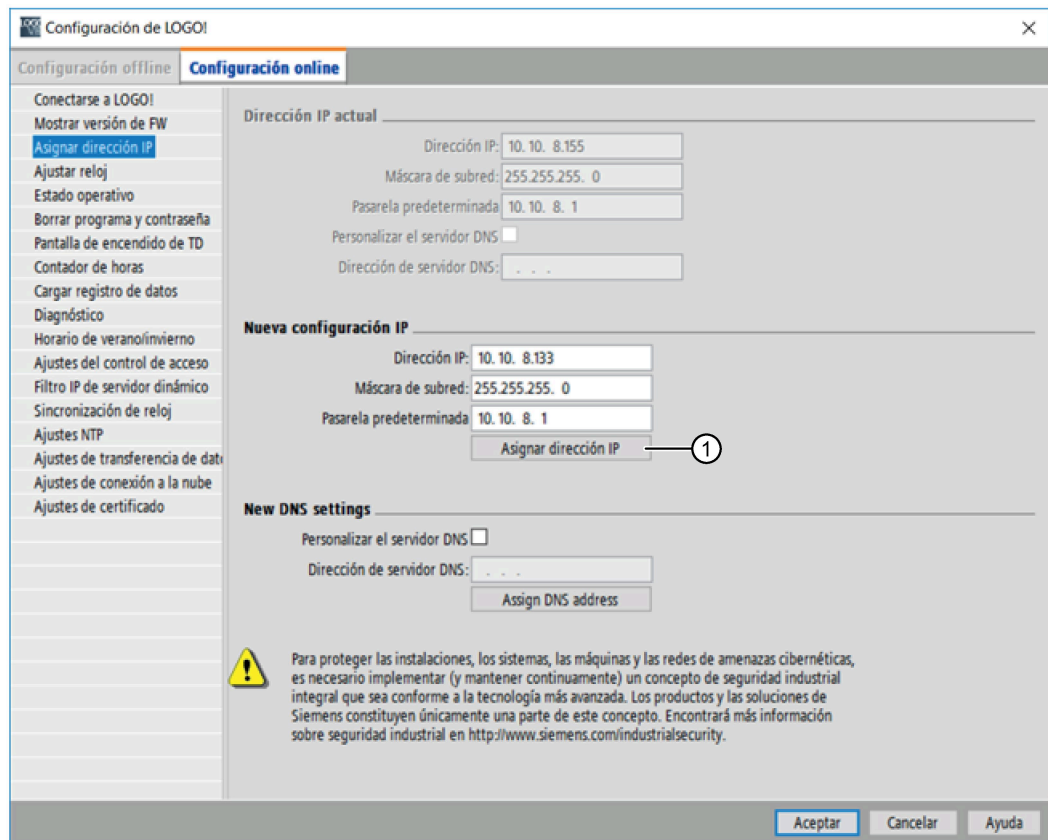 Configuración de LOGO!
Configuración offline
Configuración online
Conectarse a LOGO!
Mostrar versión de FW
Asignar dirección IP
Ajustar reloj
Estado operativo
Borrar programa y contraseña
Pantalla de encendido de TD
Contador de horas
Cargar registro de datos
Diagnóstico
Horario de verano/invierno
Ajustes del control de acceso
Filtro IP de servidor dinámico
Sincronización de reloj
Ajustes NTP
Ajustes de transferencia de dat
Ajustes de conexión a la nube
Ajustes de certificado
Dirección IP actual
Dirección IP: 10. 10. 8.155
Máscara de subred: 255.255.255. 0
Pasarela predeterminada 10. 10. 8. 1
Personalizar el servidor DNS
Dirección de servidor DNS: . . .
Nueva configuración IP
Dirección IP: 10. 10. 8.133
Máscara de subred: 255.255.255. 0
Pasarela predeterminada 10. 10. 8. 1
Asignar dirección IP 1
New DNS settings
Personalizar el servidor DNS
Dirección de servidor DNS: . . .
Assign DNS address
Para proteger las instalaciones, los sistemas, las máquinas y las redes de amenazas cibernéticas,
es necesario implementar (y mantener continuamente) un concepto de seguridad industrial
integral que sea conforme a la tecnología más avanzada. Los productos y las soluciones de
Siemens constituyen únicamente una parte de este concepto. Encontrará más información
sobre seguridad industrial en http://www.siemens.com/industrialsecurity.
Aceptar Cancelar Ayuda